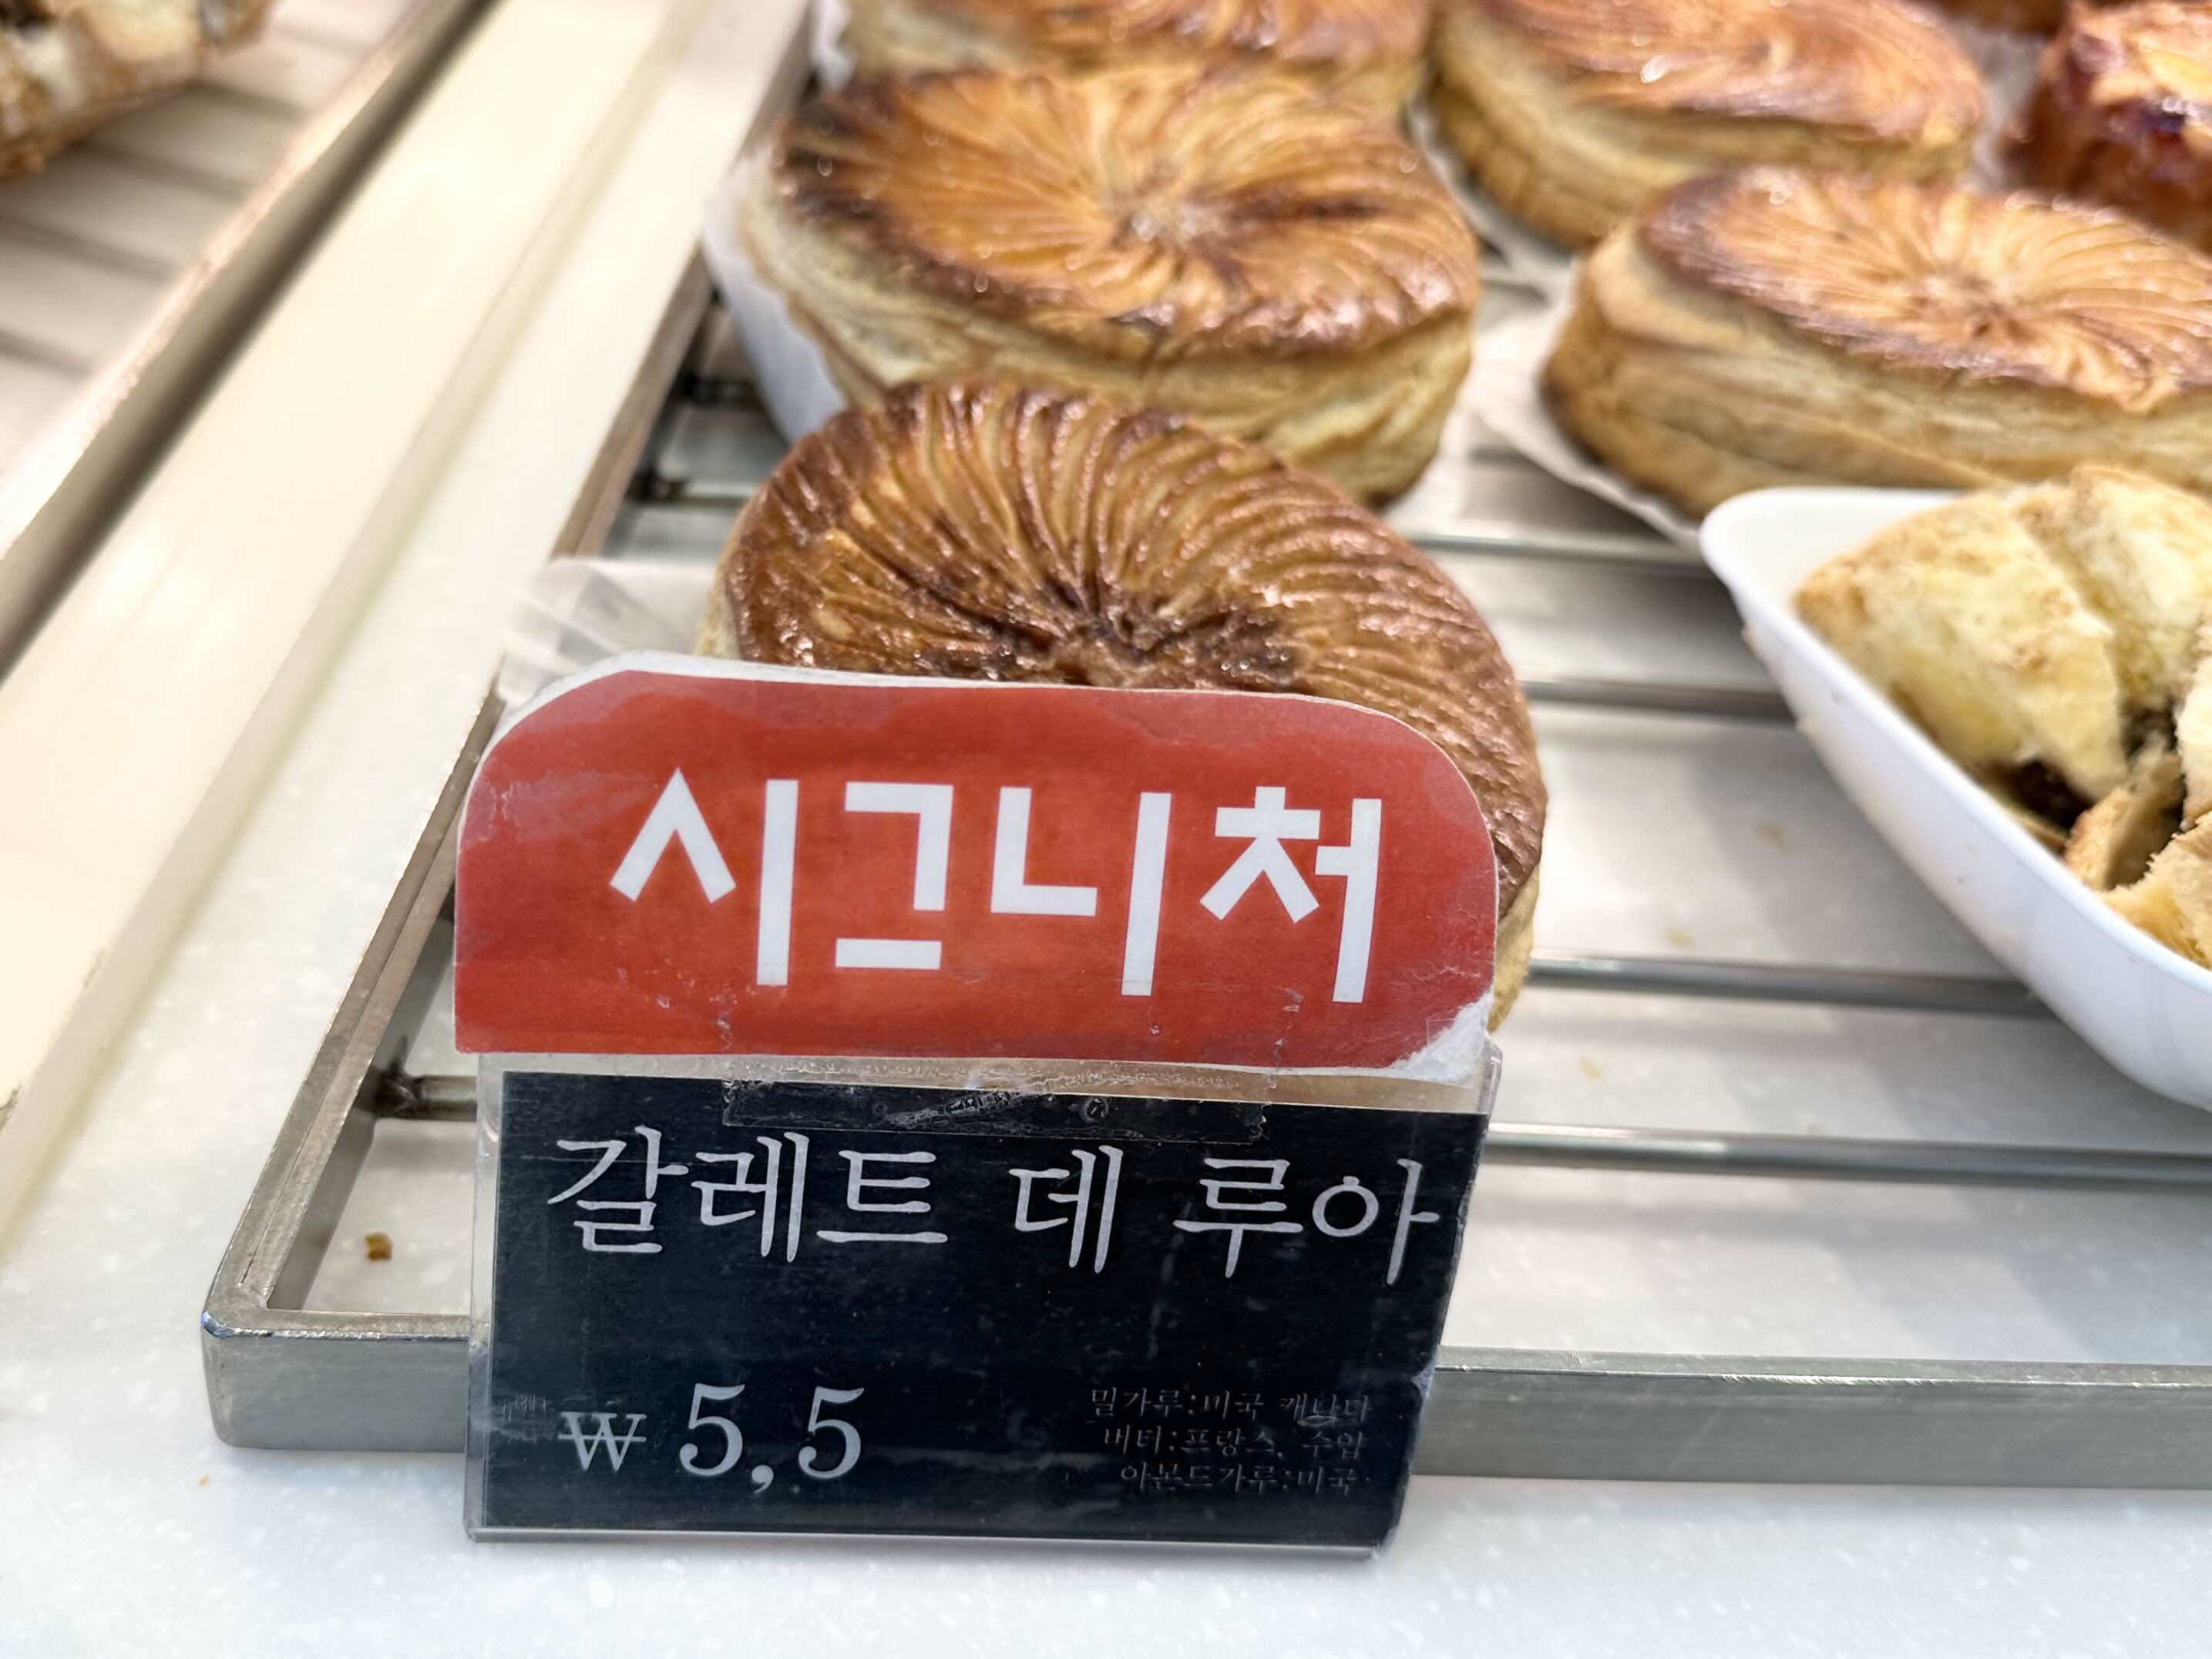 시그니처
갈레트 데 루아
₩ 5,5
밀가루:미국 캐나다
버터:프랑스, 수입
아몬드가루:미국